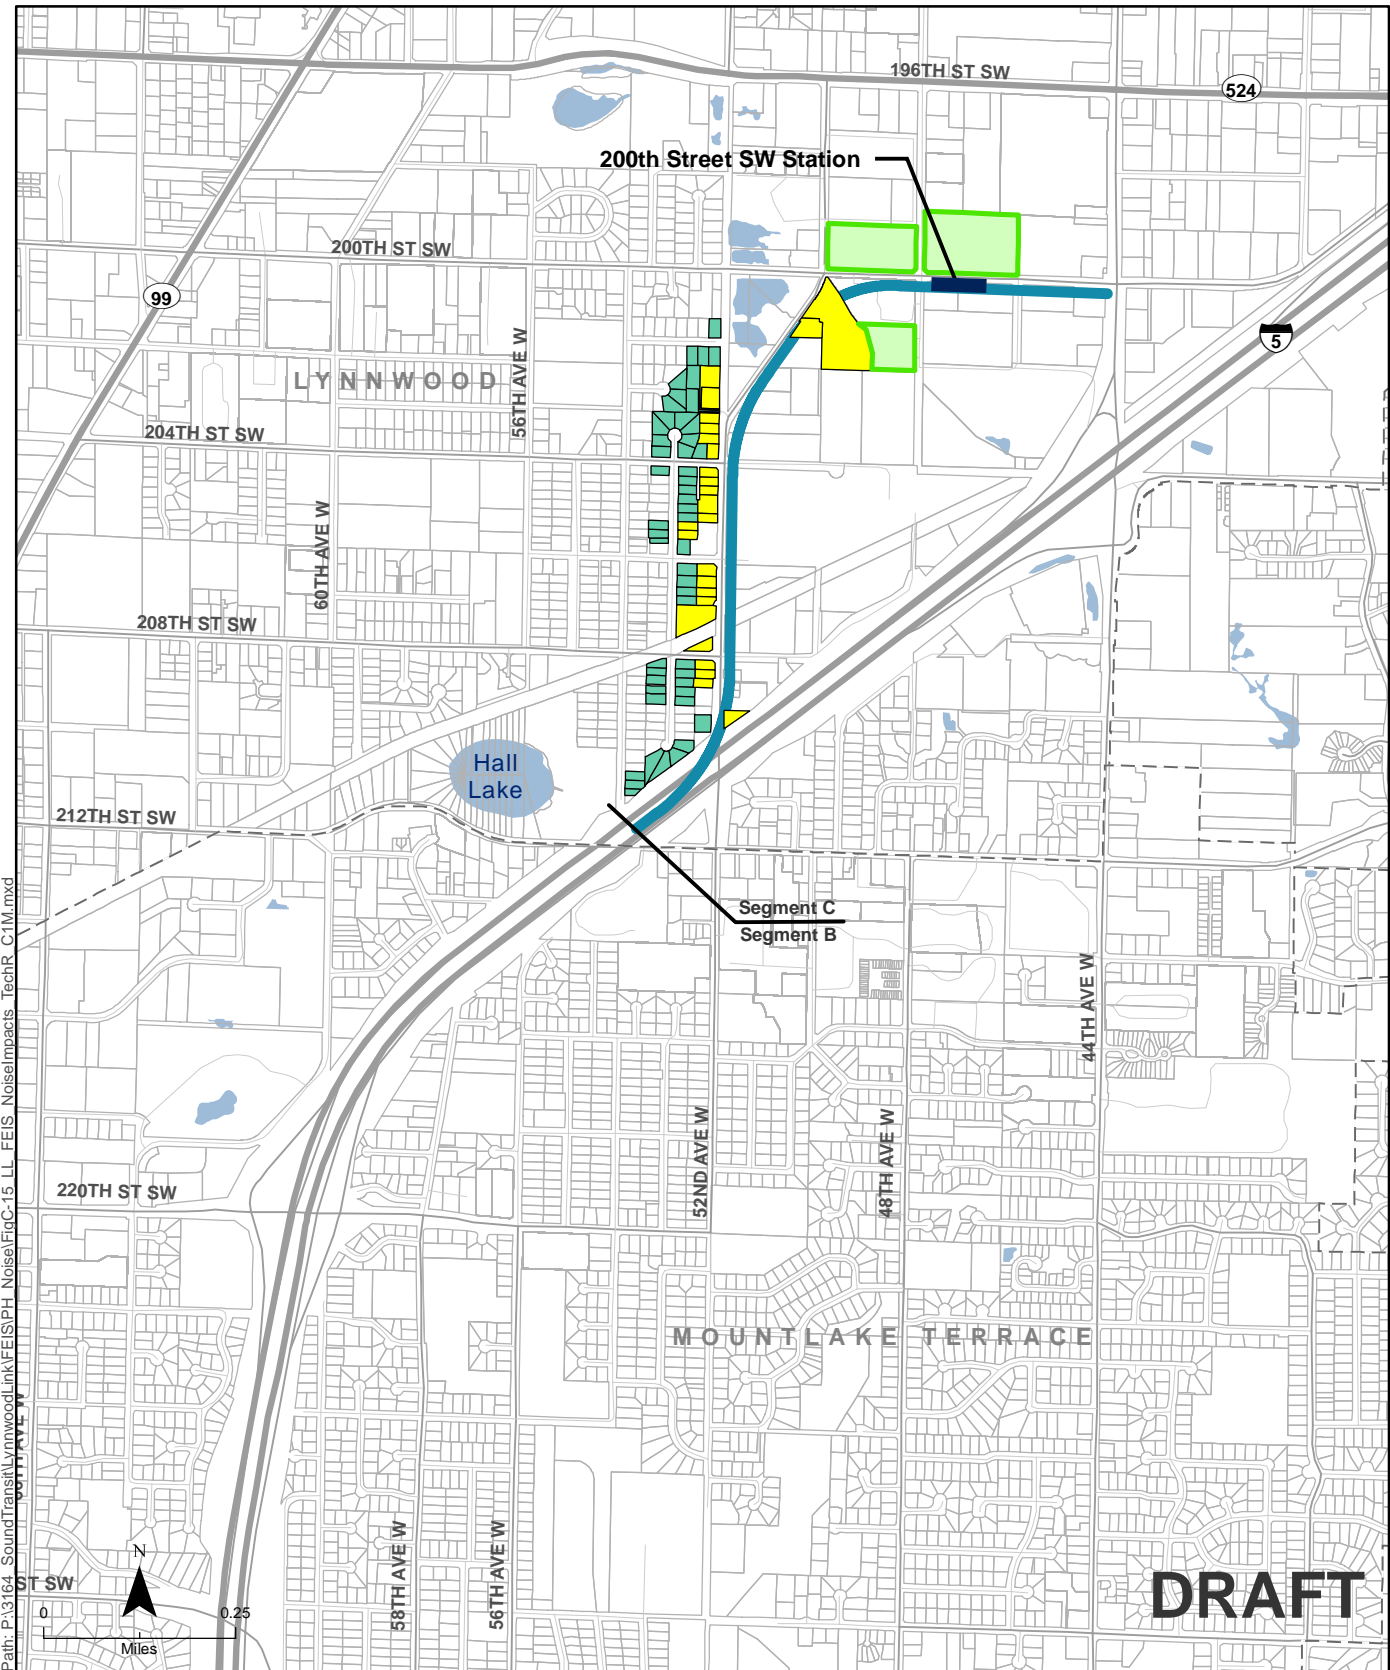 196TH ST SW
524
200th Street SW Station
200TH ST SW
99
5
56TH AVE W
LYNNWOOD
204TH ST SW
60TH AVE W
208TH ST SW
Hall
Lake
212TH ST SW
Segment C
Segment B
44TH AVE W
52ND AVE W
48TH AVE W
220TH ST SW
MOUNTLAKE TERRACE
58TH AVE W
56TH AVE W
N
ST SW
0
0.25
Miles
DRAFT
Path: P:\3164_SoundTransit\LynnwoodLink\FEIS\PH_Noise\FigC-15_LL_FEIS_NoiseImpacts_TechR_C1M.mxd